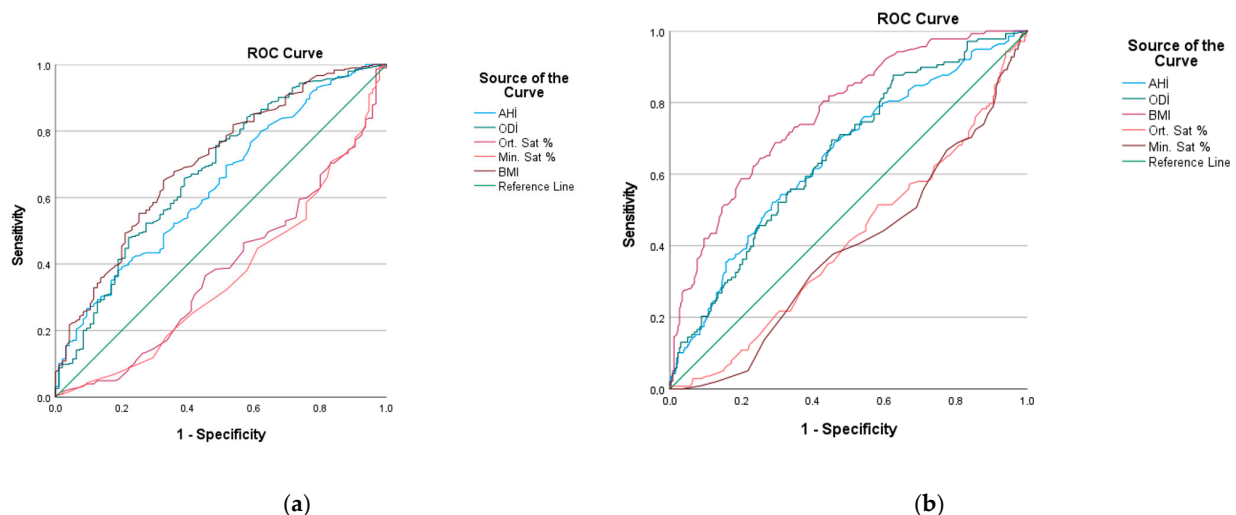 ROC Curve
Source of the
Curve
AHİ
ODİ
Ort. Sat %
Min. Sat %
BMI
Reference Line
Sensitivity
1.0
0.8
0.6
0.4
0.2
0.0
0.0 0.2 0.4 0.6 0.8 1.0
1 - Specificity
(a)
ROC Curve
Source of the
Curve
AHİ
ODİ
BMI
Ort. Sat %
Min. Sat %
Reference Line
Sensitivity
1.0
0.8
0.6
0.4
0.2
0.0
0.0 0.2 0.4 0.6 0.8 1.0
1 - Specificity
(b)